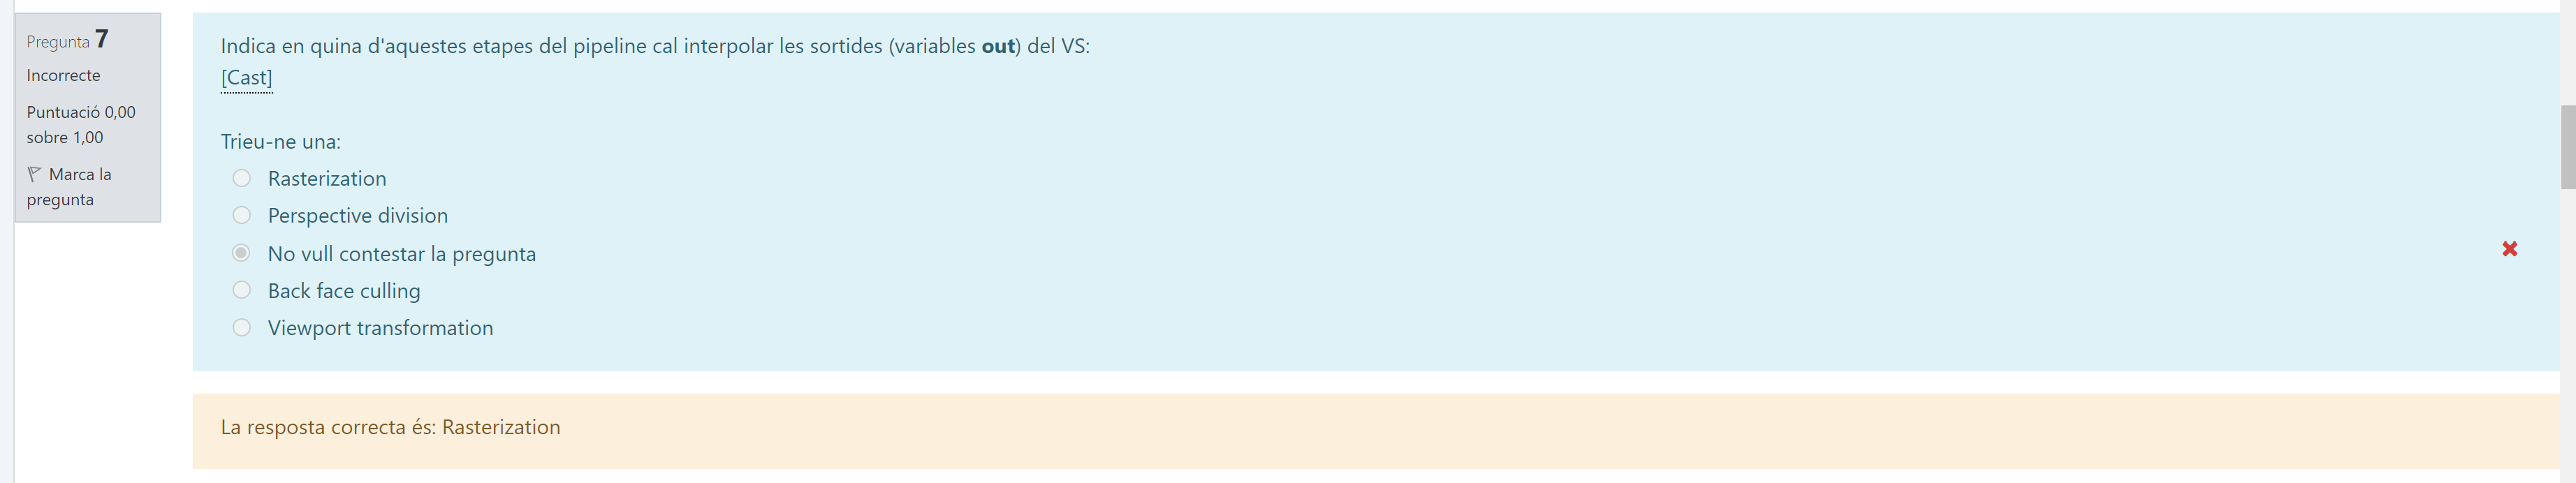 Pregunta 7
Incorrecte
Puntuació 0,00
sobre 1,00
Marca la
pregunta
Indica en quina d'aquestes etapes del pipeline cal interpolar les sortides (variables out) del VS:
[Cast]
Trieu-ne una:
Rasterization
Perspective division
No vull contestar la pregunta
Back face culling
Viewport transformation
La resposta correcta és: Rasterization